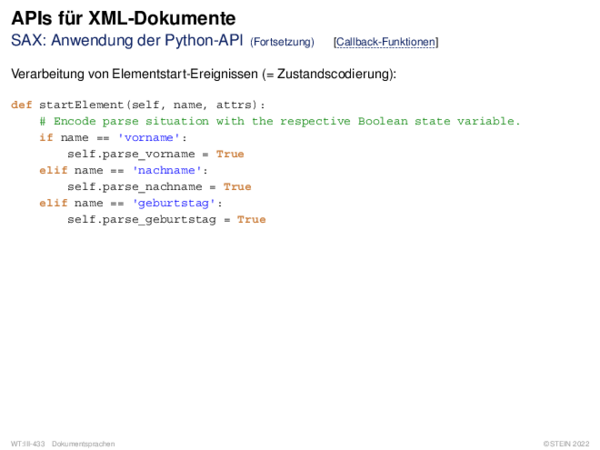 APIs für XML-Dokumente
SAX: Anwendung der Python-API (Fortsetzung) [Callback-Funktionen]
Verarbeitung von Elementstart-Ereignissen (= Zustandscodierung):
def startElement(self, name, attrs):
    # Encode parse situation with the respective Boolean state variable.
    if name == 'vorname':
        self.parse_vorname = True
    elif name == 'nachname':
        self.parse_nachname = True
    elif name == 'geburtstag':
        self.parse_geburtstag = True
WT:III-433 Dokumentsprachen ©STEIN 2022